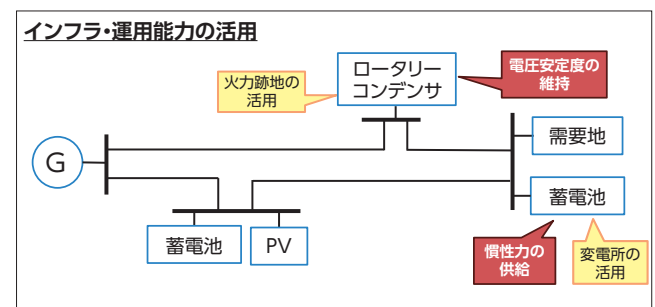 インフラ・運用能力の活用
ロータリー
コンデンサ
電圧安定度の
維持
火力跡地の
活用
G
需要地
蓄電池
蓄電池
PV
慣性力の
供給
変電所の
活用